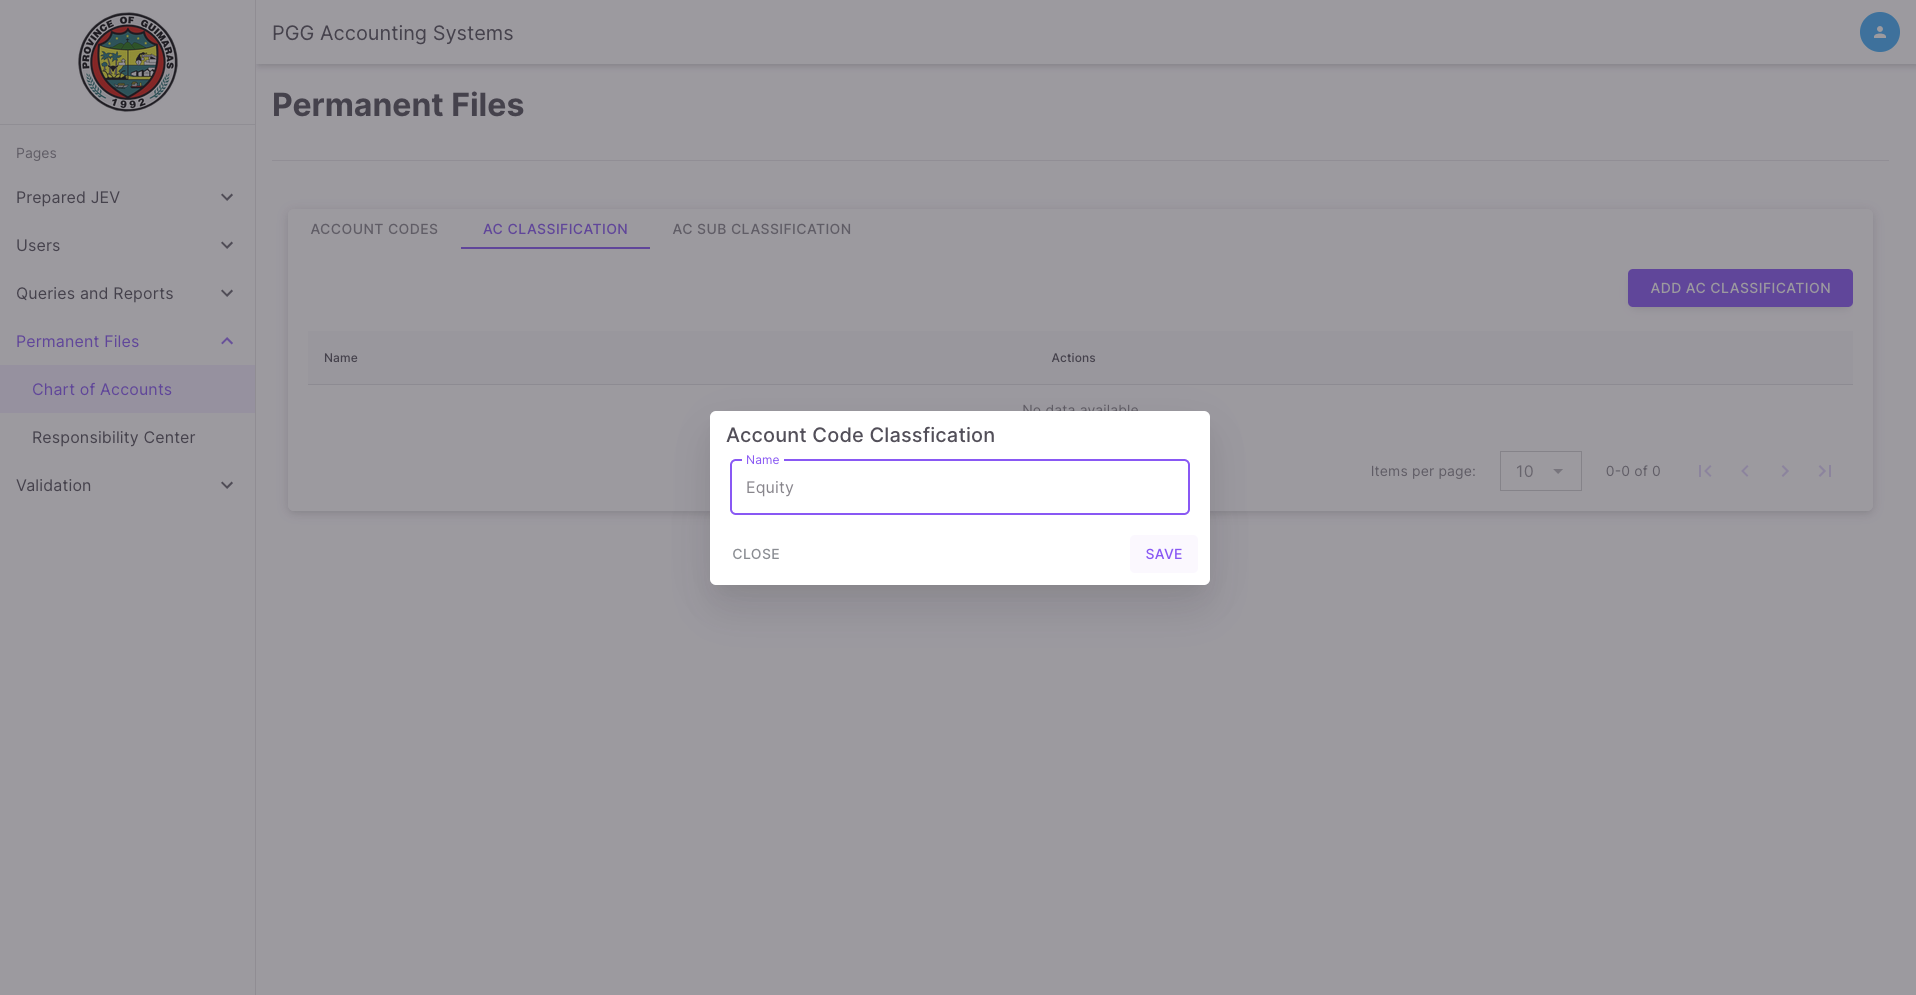 PROVINCE OF GUIMARAS
1992
PGG Accounting Systems
Permanent Files
Pages
Prepared JEV
Users
Queries and Reports
Permanent Files
Chart of Accounts
Responsibility Center
Validation
ACCOUNT CODES AC CLASSIFICATION AC SUB CLASSIFICATION
ADD AC CLASSIFICATION
Name Actions
No data available
Items per page: 10 0-0 of 0
Account Code Classfication
Name
Equity
CLOSE SAVE